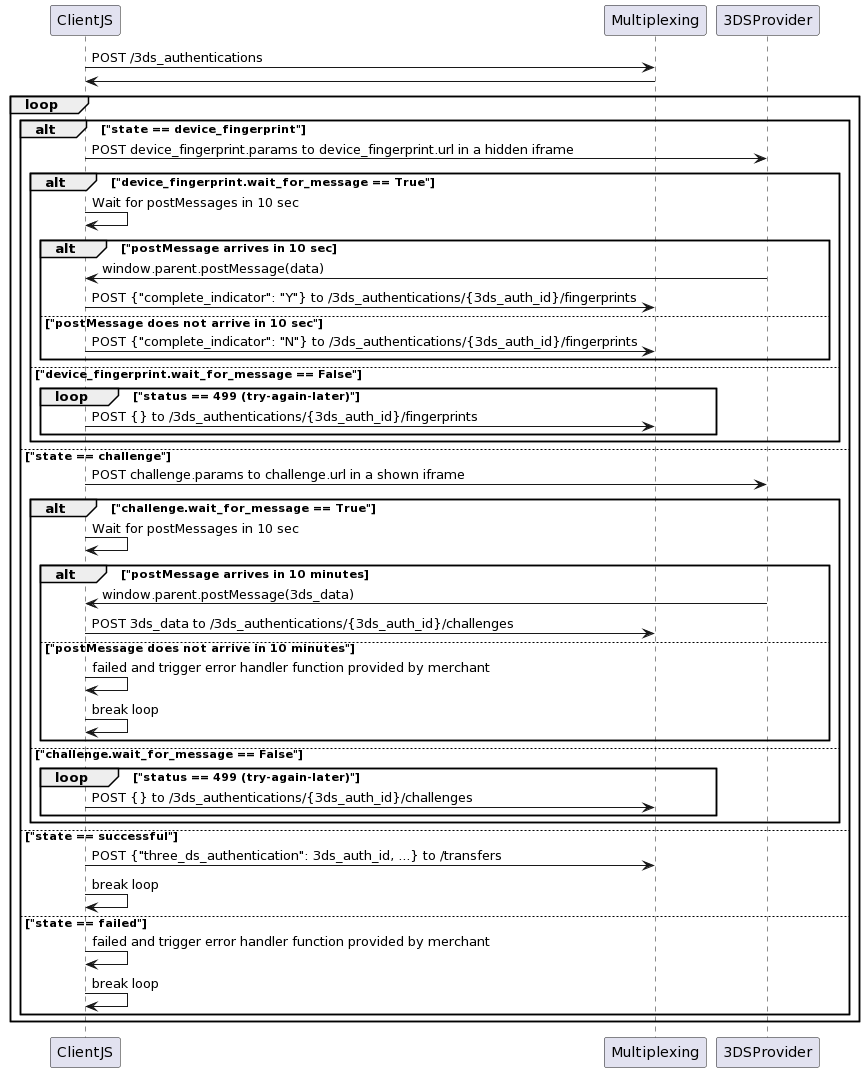 ClientJS Multiplexing 3DSProvider
POST /3ds_authentications
loop
alt ["state == device_fingerprint"]
POST device_fingerprint.params to device_fingerprint.url in a hidden iframe
alt ["device_fingerprint.wait_for_message == True"]
Wait for postMessages in 10 sec
alt ["postMessage arrives in 10 sec]
window.parent.postMessage(data)
POST {"complete_indicator": "Y"} to /3ds_authentications/{3ds_auth_id}/fingerprints
["postMessage does not arrive in 10 sec"]
POST {"complete_indicator": "N"} to /3ds_authentications/{3ds_auth_id}/fingerprints
["device_fingerprint.wait_for_message == False"]
loop ["status == 499 (try-again-later)"]
POST {} to /3ds_authentications/{3ds_auth_id}/fingerprints
["state == challenge"]
POST challenge.params to challenge.url in a shown iframe
alt ["challenge.wait_for_message == True"]
Wait for postMessages in 10 sec
alt ["postMessage arrives in 10 minutes]
window.parent.postMessage(3ds_data)
POST 3ds_data to /3ds_authentications/{3ds_auth_id}/challenges
["postMessage does not arrive in 10 minutes"]
failed and trigger error handler function provided by merchant
break loop
["challenge.wait_for_message == False"]
loop ["status == 499 (try-again-later)"]
POST {} to /3ds_authentications/{3ds_auth_id}/challenges
["state == successful"]
POST {"three_ds_authentication": 3ds_auth_id, ...} to /transfers
break loop
["state == failed"]
failed and trigger error handler function provided by merchant
break loop
ClientJS Multiplexing 3DSProvider